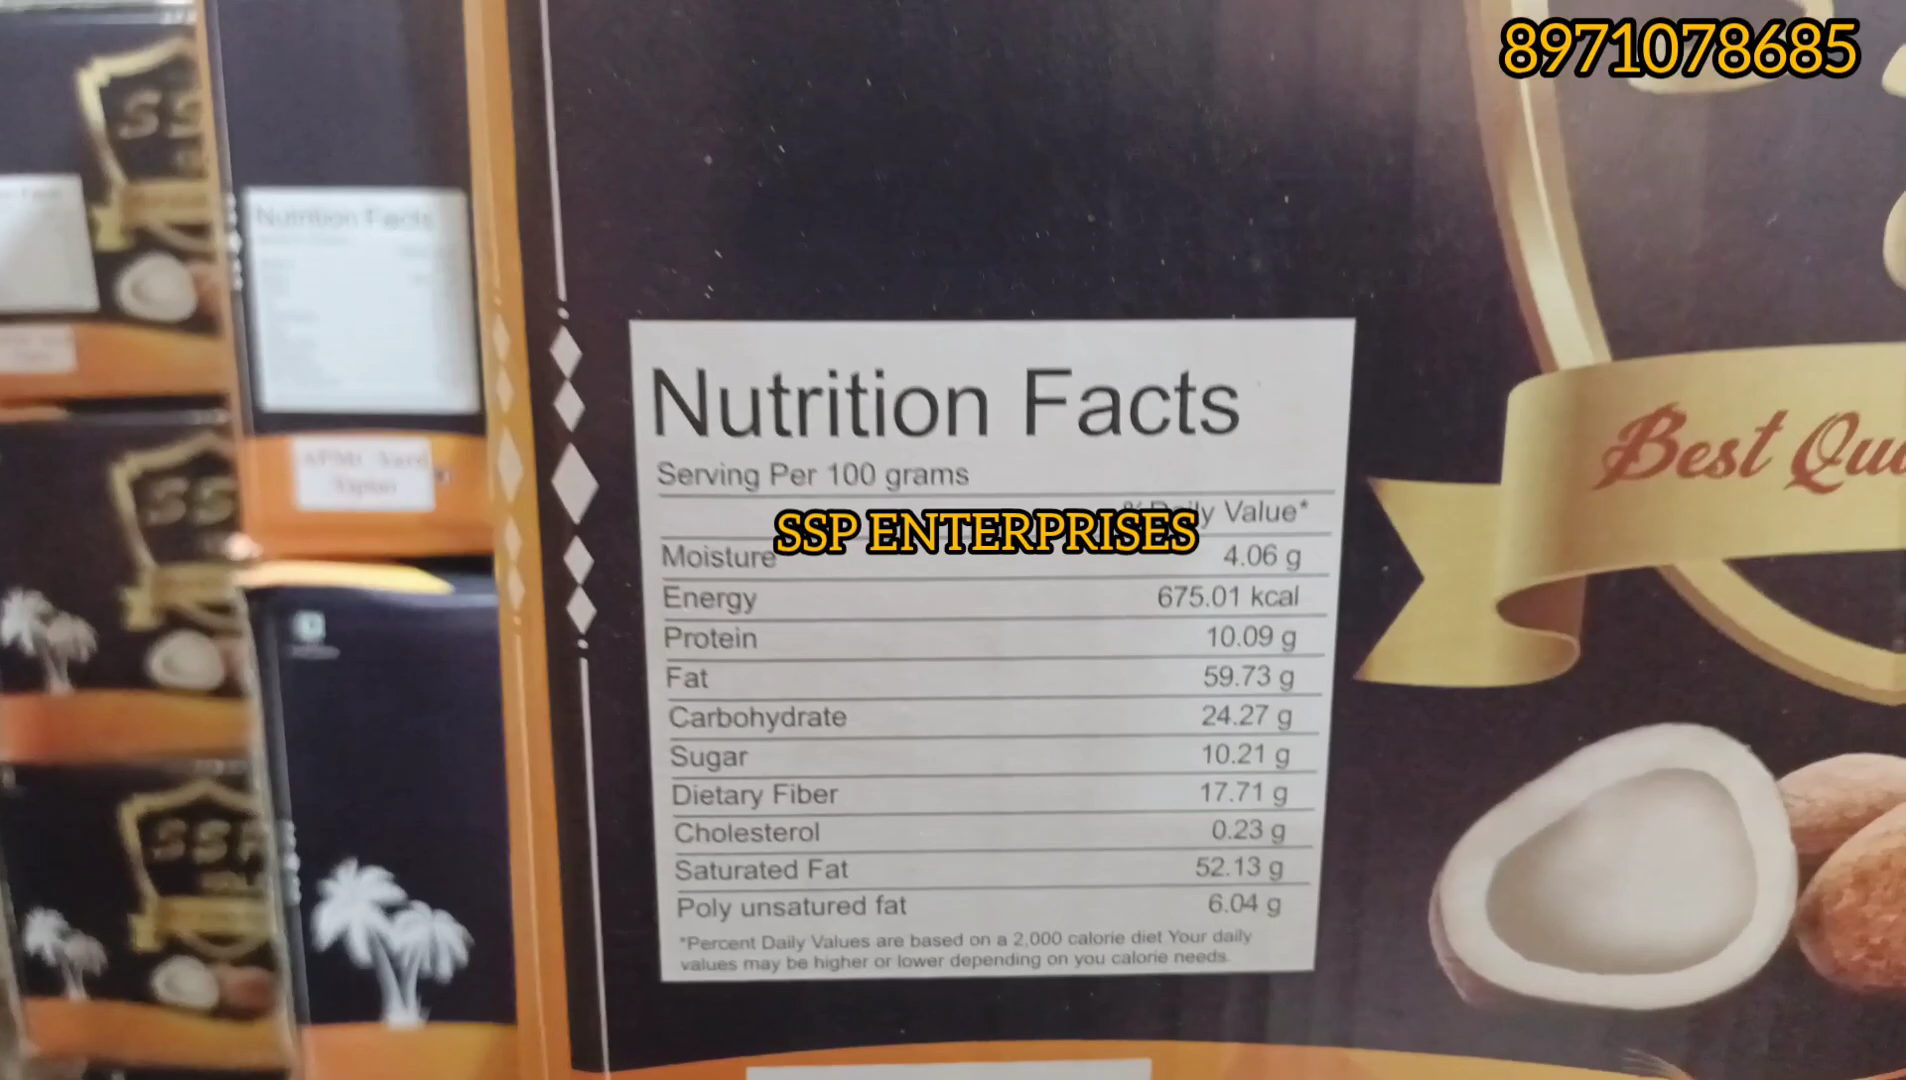 8971078685
SSP ENTERPRISES
Nutrition Facts
Serving Per 100 grams
Value*
Moisture 4.06 g
Energy 675.01 kcal
Protein 10.09 g
Fat 59.73 g
Carbohydrate 24.27 g
Sugar 10.21 g
Dietary Fiber 17.71 g
Cholesterol 0.23 g
Saturated Fat 52.13 g
Poly unsatured fat 6.04 g
*Percent Daily Values are based on a 2,000 calorie diet Your daily
values may be higher or lower depending on you calorie needs.
Best
Nutrition Facts
SSP